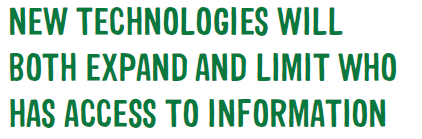 NEW TECHNOLOGIES WILL
BOTH EXPAND AND LIMIT WHO
HAS ACCESS TO INFORMATION